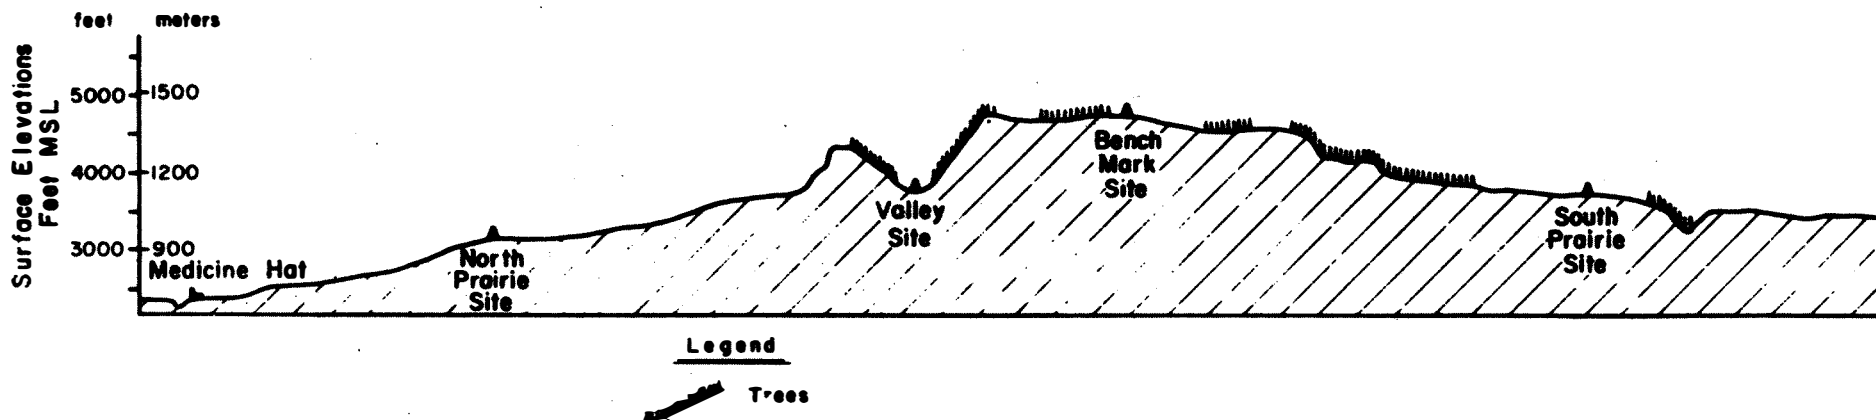 feet meters
Surface Elevations
Feet MSL
5000 1500
4000 1200
3000 900
Medicine Hat
North
Prairie
Site
Valley
Site
Bench
Mark
Site
South
Prairie
Site
Legend
Trees